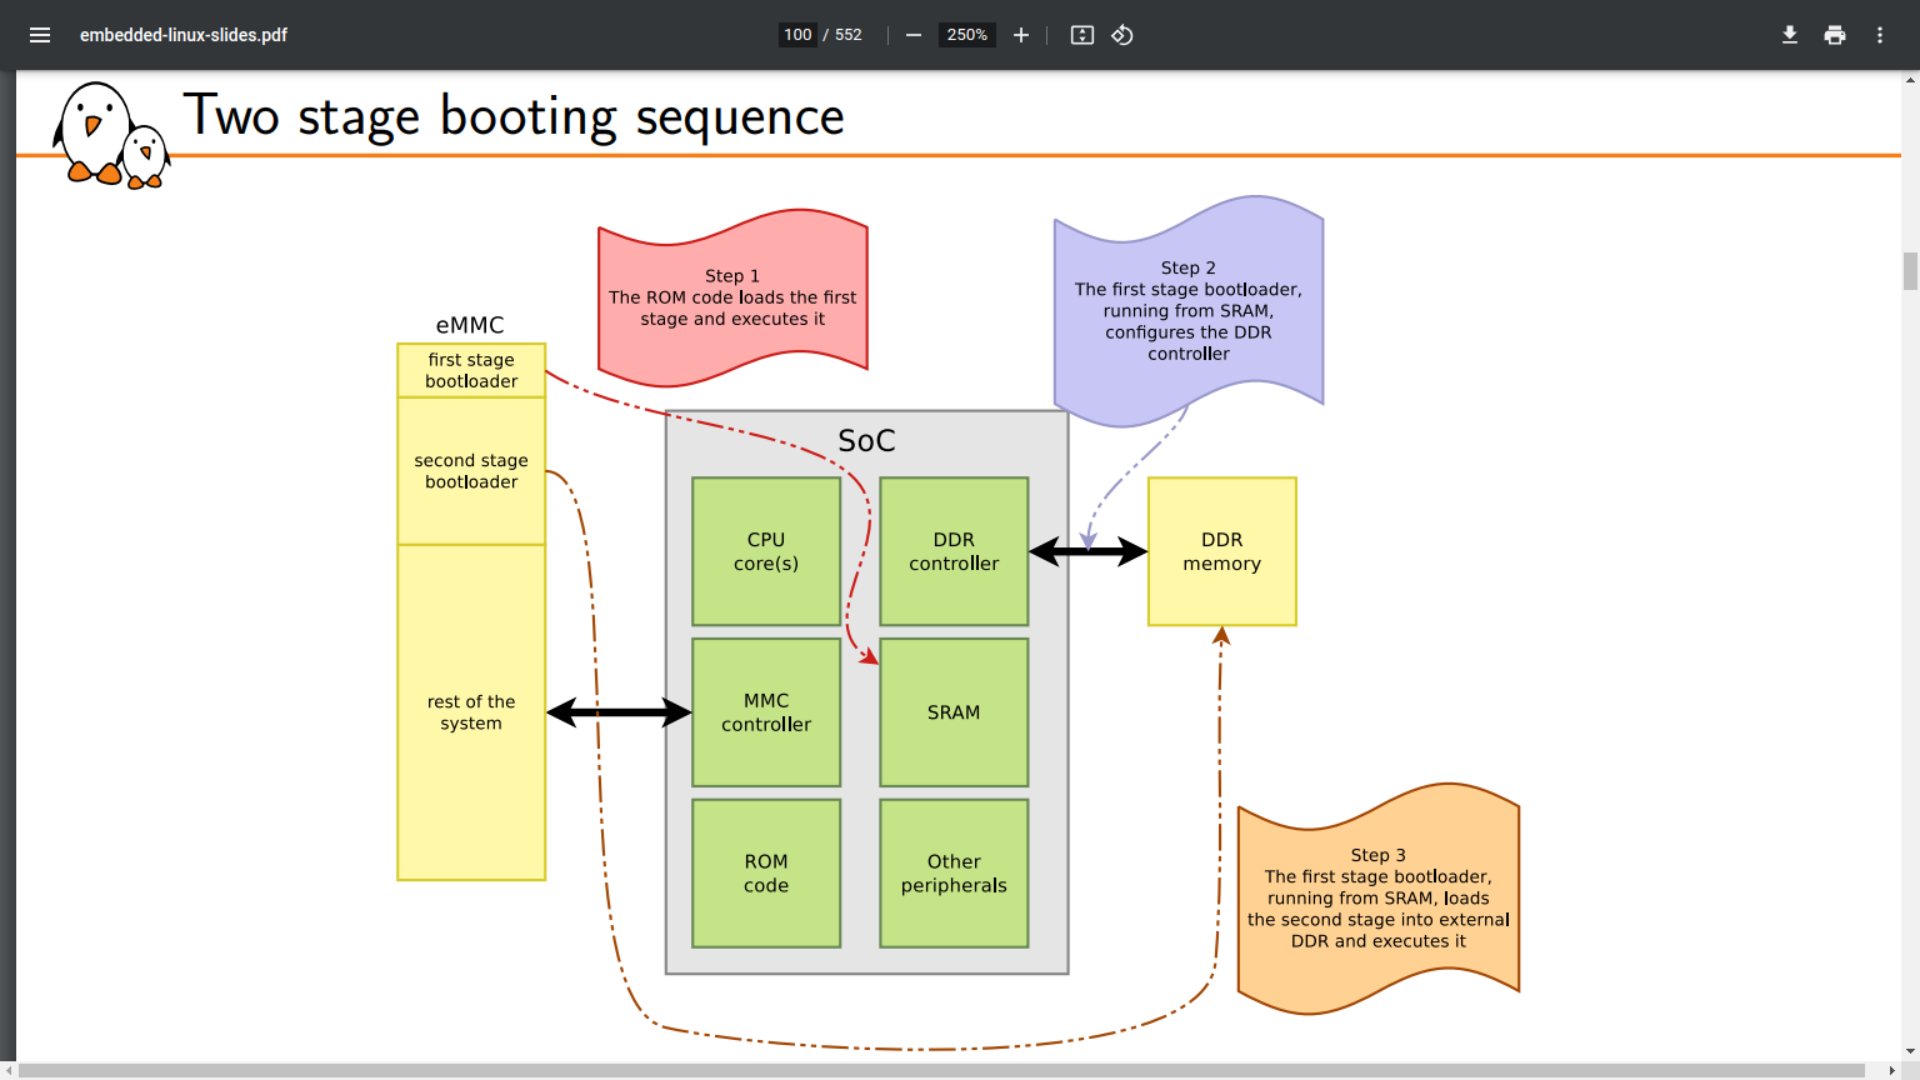 embedded-linux-slides.pdf
100 / 552
250%
Two stage booting sequence
Step 1
The ROM code loads the first
stage and executes it
Step 2
The first stage bootloader,
running from SRAM,
configures the DDR
controller
eMMC
first stage
bootloader
second stage
bootloader
rest of the
system
SoC
CPU
core(s)
DDR
controller
MMC
controller
SRAM
ROM
code
Other
peripherals
DDR
memory
Step 3
The first stage bootloader,
running from SRAM, loads
the second stage into external
DDR and executes it